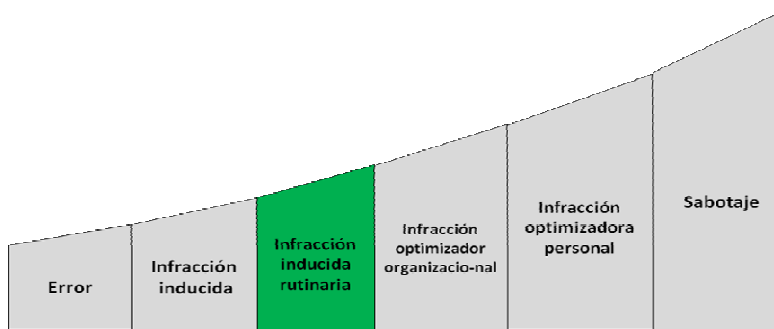 Error
Infracción
inducida
Infracción
inducida
rutinaria
Infracción
optimizador
organizacio-nal
Infracción
optimizadora
personal
Sabotaje